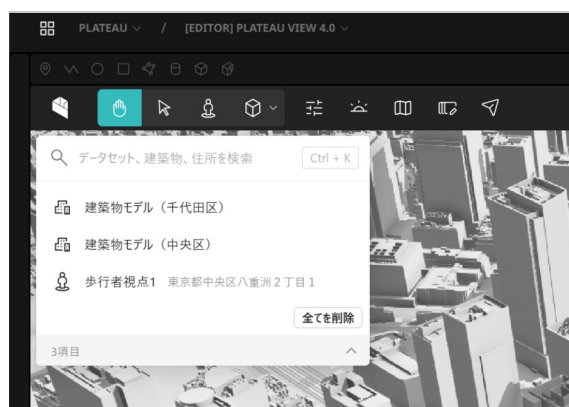 PLATEAU / [EDITOR] PLATEAU VIEW 4.0
データセット、建築物、住所を検索 Ctrl + K
建築物モデル（千代田区）
建築物モデル（中央区）
歩行者視点1 東京都中央区八重洲２丁目１
全てを削除
3項目